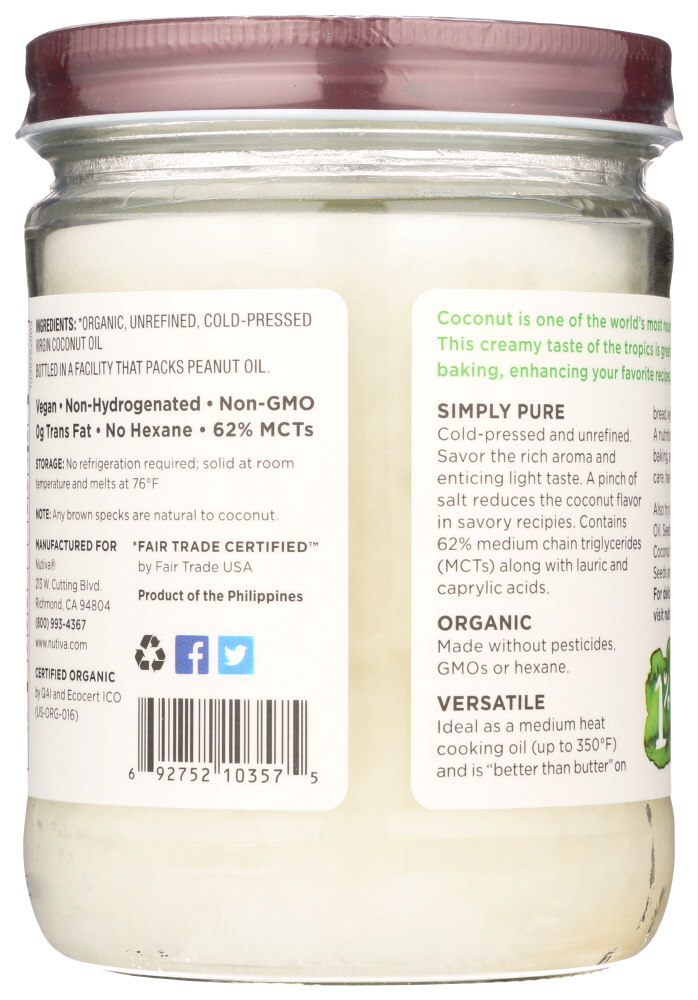 INGREDIENTS: *ORGANIC, UNREFINED, COLD-PRESSED
VIRGIN COCONUT OIL
BOTTLED IN A FACILITY THAT PACKS PEANUT OIL.
Vegan • Non-Hydrogenated • Non-GMO
0g Trans Fat • No Hexane • 62% MCTs
STORAGE: No refrigeration required; solid at room
temperature and melts at 76°F
NOTE: Any brown specks are natural to coconut.
MANUFACTURED FOR
Nutiva®
213 W. Cutting Blvd.
Richmond, CA 94804
(800) 993-4367
www.nutiva.com
CERTIFIED ORGANIC
by QAI and Ecocert ICO
(US-ORG-016)
*FAIR TRADE CERTIFIED™
by Fair Trade USA
Product of the Philippines
6 92752 10357 5
Coconut is one of the world's most
This creamy taste of the tropics is
baking, enhancing your favorite
SIMPLY PURE
Cold-pressed and unrefined.
Savor the rich aroma and
enticing light taste. A pinch of
salt reduces the coconut flavor
in savory recipies. Contains
62% medium chain triglycerides
(MCTs) along with lauric and
caprylic acids.
ORGANIC
Made without pesticides,
GMOs or hexane.
VERSATILE
Ideal as a medium heat
cooking oil (up to 350°F)
and is "better than butter" on
bread,
A
baking,
care,
Also
Oil,
For
visit